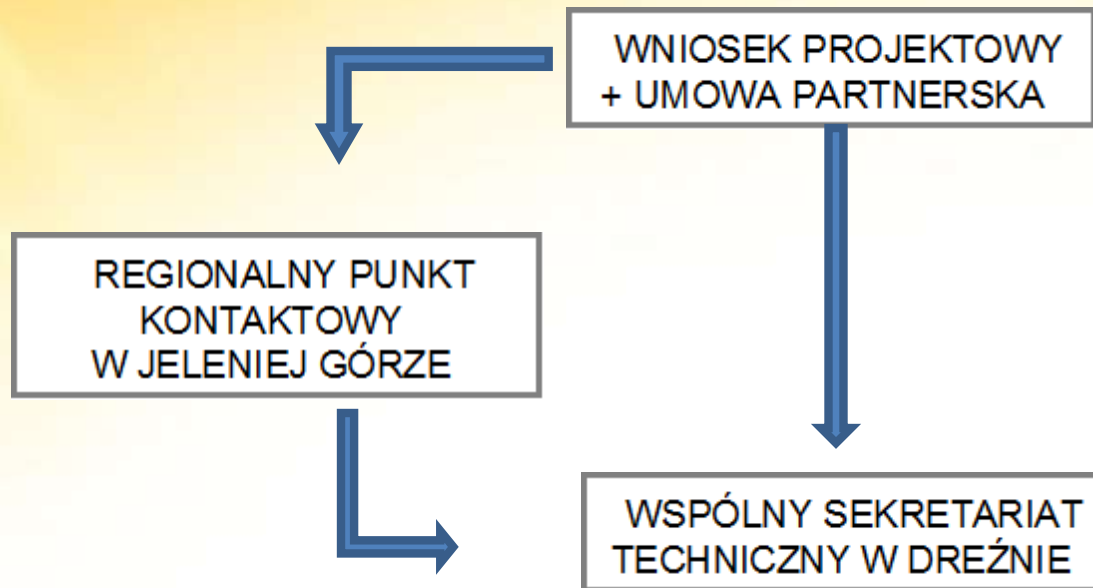 WNIOSEK PROJEKTOWY
+ UMOWA PARTNERSKA
REGIONALNY PUNKT
KONTAKTOWY
W JELENIEJ GÓRZE
WSPÓLNY SEKRETARIAT
TECHNICZNY W DREŹNIE